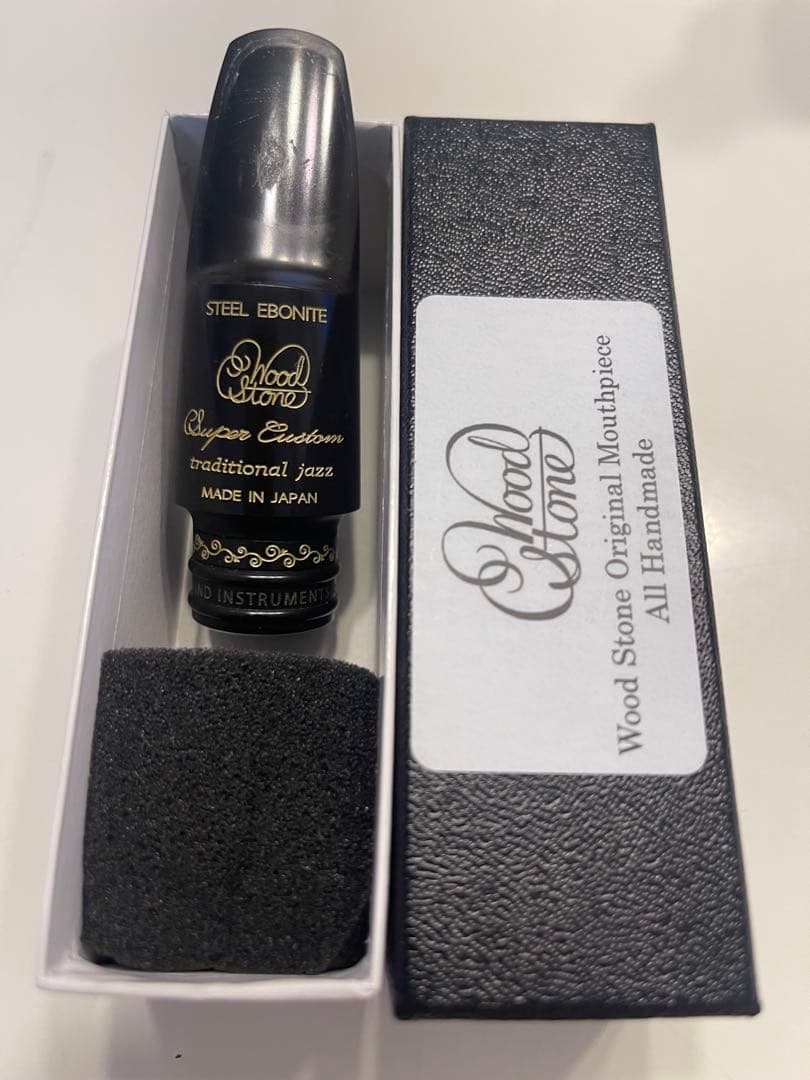 STEEL EBONITE
Wood
Stone
Super Custom
traditional jazz
MADE IN JAPAN
ND INSTRUMENTS
Wood
Stone
Wood Stone Original Mouthpiece
All Handmade